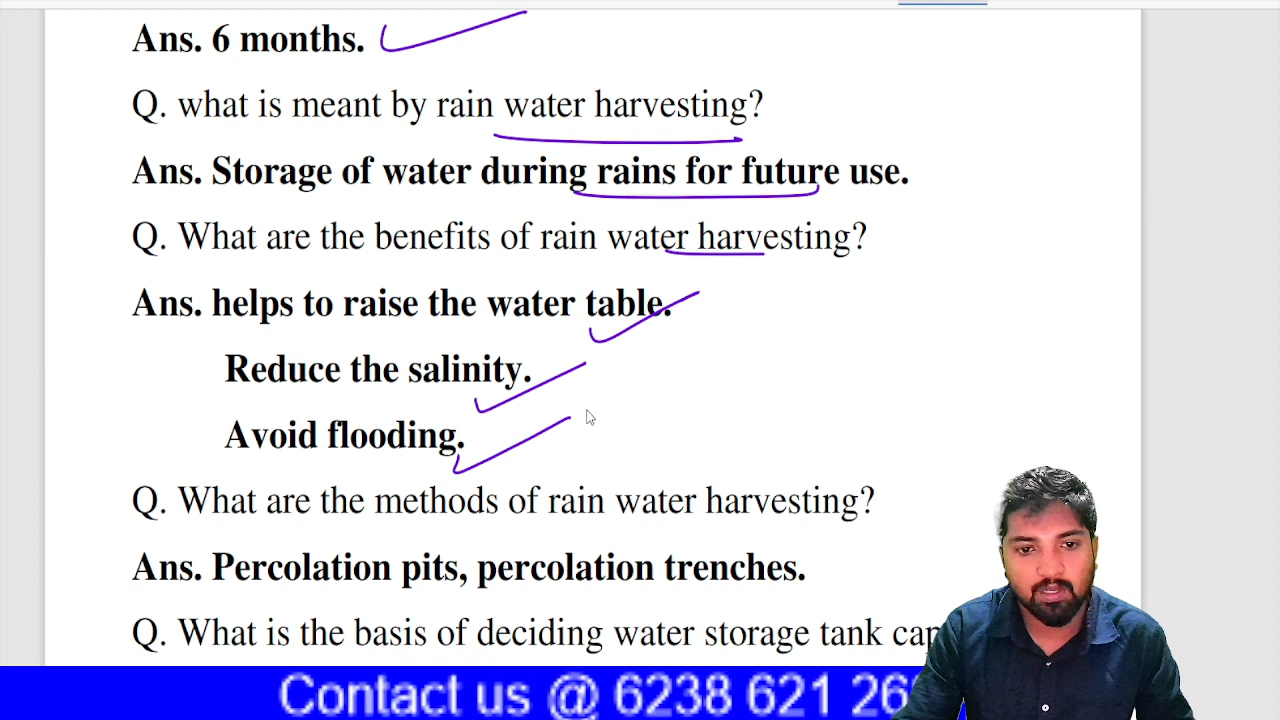 Ans. 6 months.
Q. what is meant by rain water harvesting?
Ans. Storage of water during rains for future use.
Q. What are the benefits of rain water harvesting?
Ans. helps to raise the water table.
Reduce the salinity.
Avoid flooding.
Q. What are the methods of rain water harvesting?
Ans. Percolation pits, percolation trenches.
Q. What is the basis of deciding water storage tank
Contact us @ 6238 621